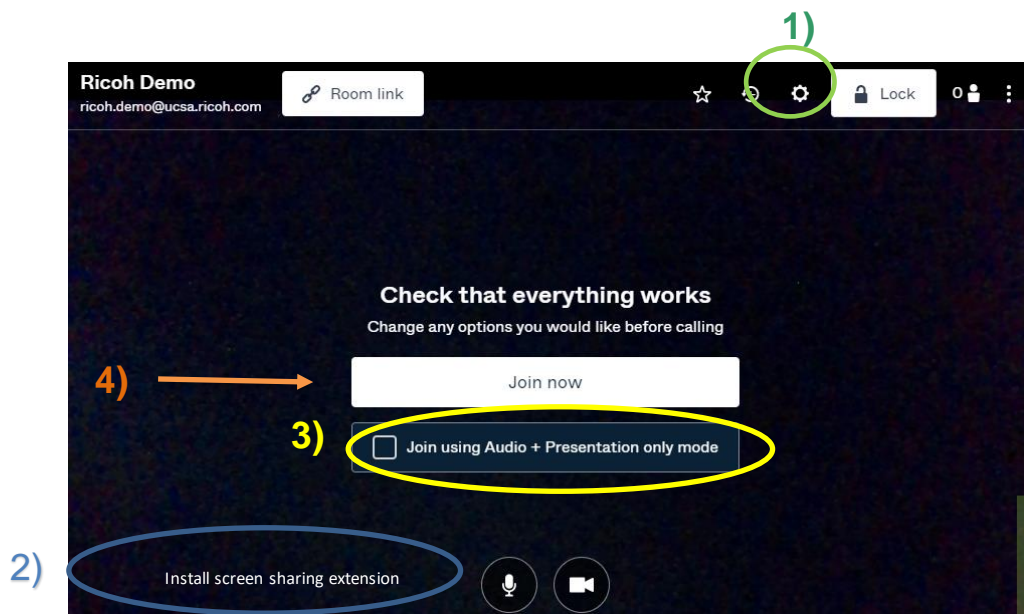 1)
Ricoh Demo
ricoh.demo@ucsa.ricoh.com
Room link
Lock
0
Check that everything works
Change any options you would like before calling
4)
Join now
3)
Join using Audio + Presentation only mode
2)
Install screen sharing extension